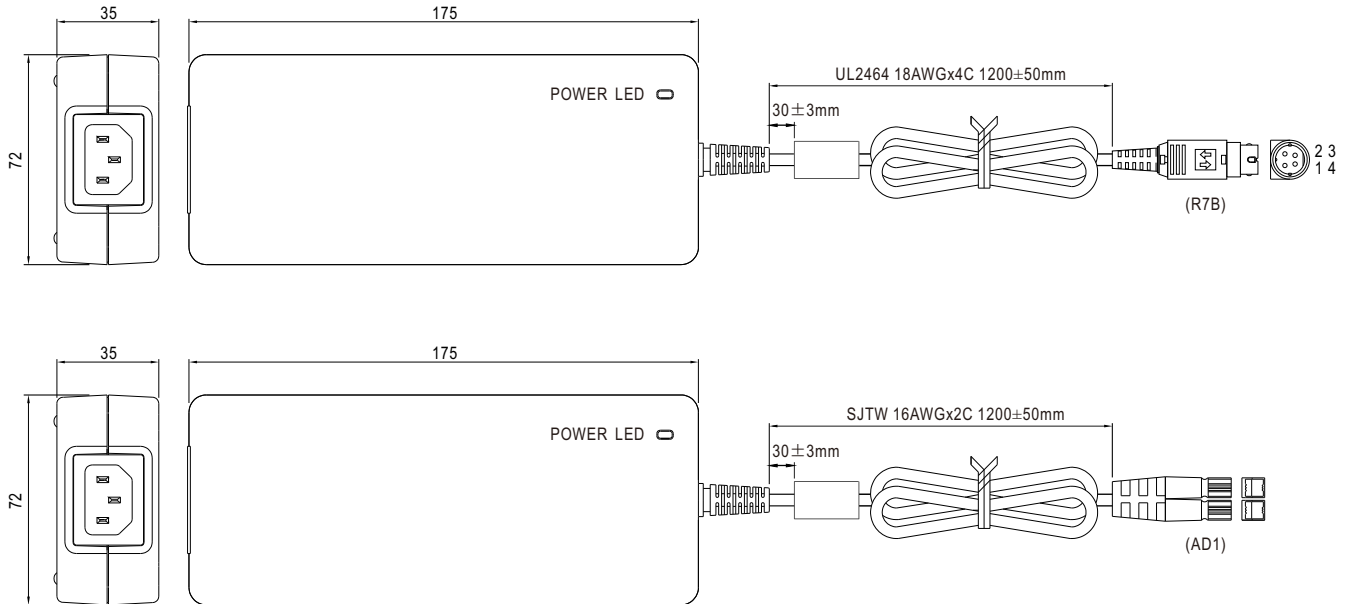 35
175
UL2464 18AWGx4C 1200±50mm
POWER LED
30±3mm
72
2 3
1 4
(R7B)
35
175
SJTW 16AWGx2C 1200±50mm
POWER LED
30±3mm
72
(AD1)